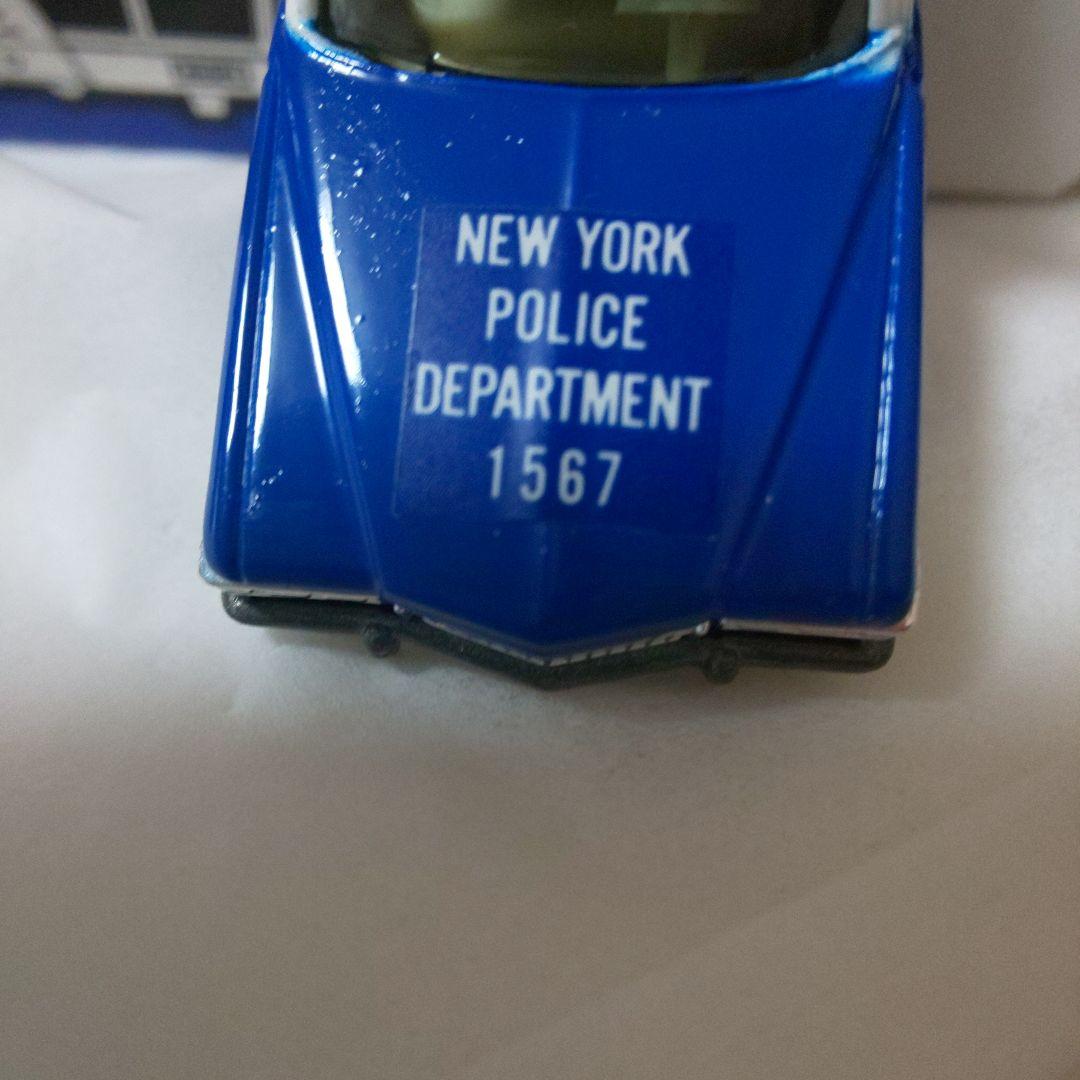 NEW YORK
POLICE
DEPARTMENT
1567